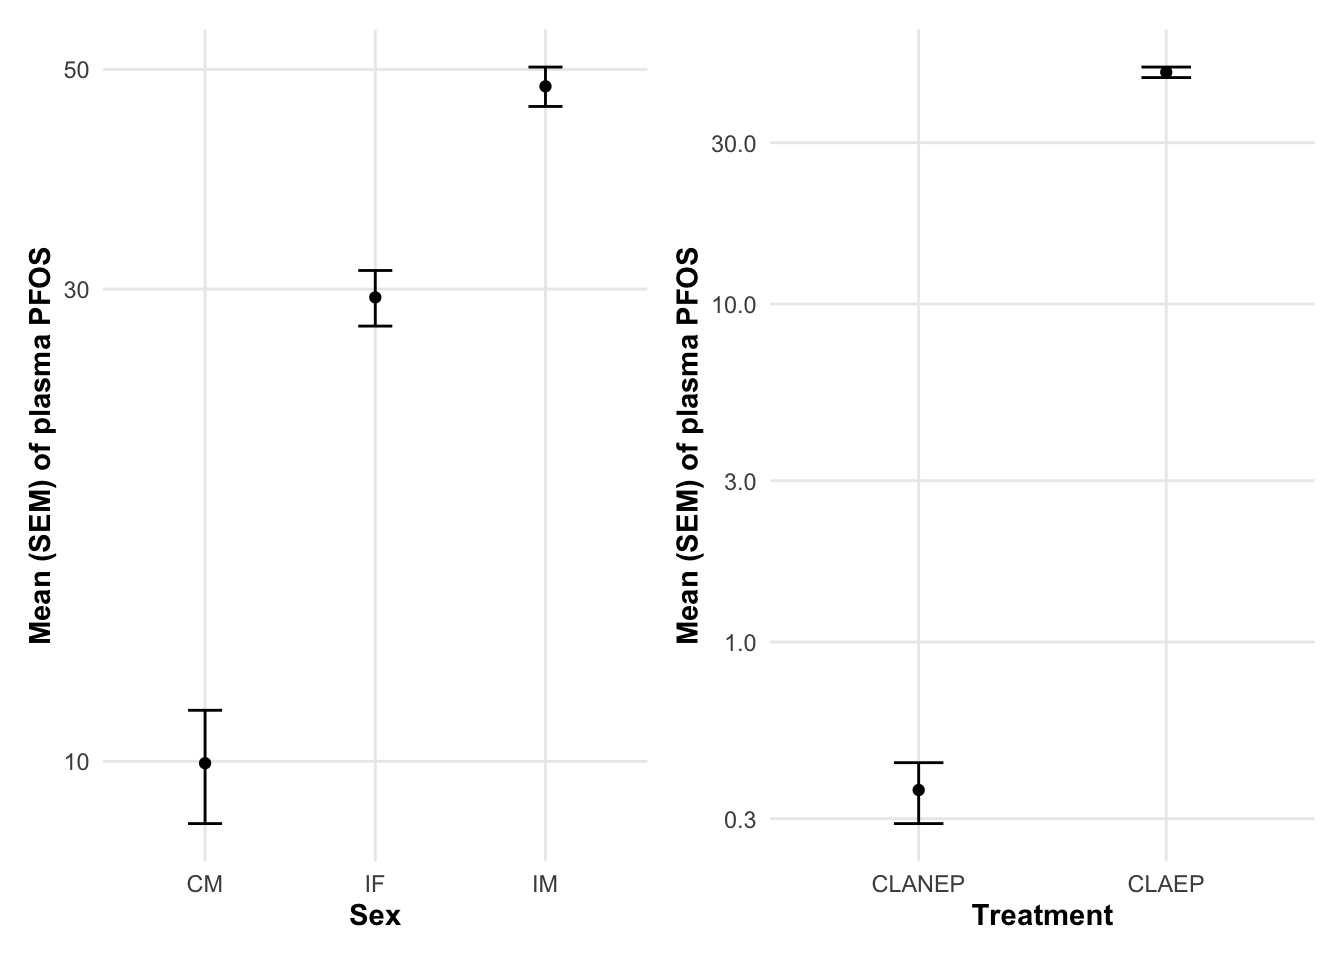 Mean (SEM) of plasma PFOS
50
30
10
CM IF IM
Sex
Mean (SEM) of plasma PFOS
30.0
10.0
3.0
1.0
0.3
CLANEP CLAEP
Treatment